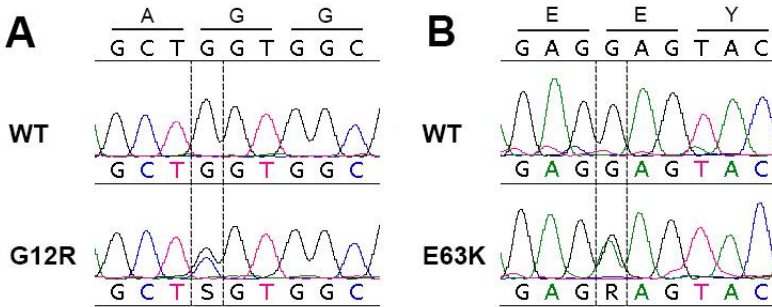 A
A G G
G C T G G T G G C
WT
G C T G G T G G C
G12R
G C T S G T G G C
B
E E Y
G A G G A G T A C
WT
G A G G A G T A C
E63K
G A G R A G T A C